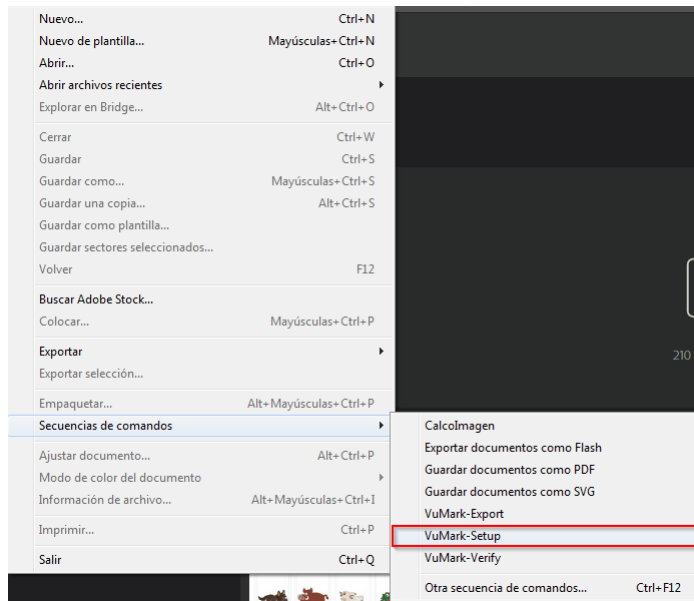 Nuevo... Ctrl+N
Nuevo de plantilla... Mayúsculas+Ctrl+N
Abrir... Ctrl+O
Abrir archivos recientes
Explorar en Bridge... Alt+Ctrl+O
Cerrar Ctrl+W
Guardar Ctrl+S
Guardar como... Mayúsculas+Ctrl+S
Guardar una copia... Alt+Ctrl+S
Guardar como plantilla...
Guardar sectores seleccionados...
Volver F12
Buscar Adobe Stock...
Colocar... Mayúsculas+Ctrl+P
Exportar
Exportar selección...
Empaquetar... Alt+Mayúsculas+Ctrl+P
Secuencias de comandos
Ajustar documento... Alt+Ctrl+P
Modo de color del documento
Información de archivo... Alt+Mayúsculas+Ctrl+I
Imprimir... Ctrl+P
Salir Ctrl+Q
210
CalcoImagen
Exportar documentos como Flash
Guardar documentos como PDF
Guardar documentos como SVG
VuMark-Export
VuMark-Setup
VuMark-Verify
Otra secuencia de comandos... Ctrl+F12